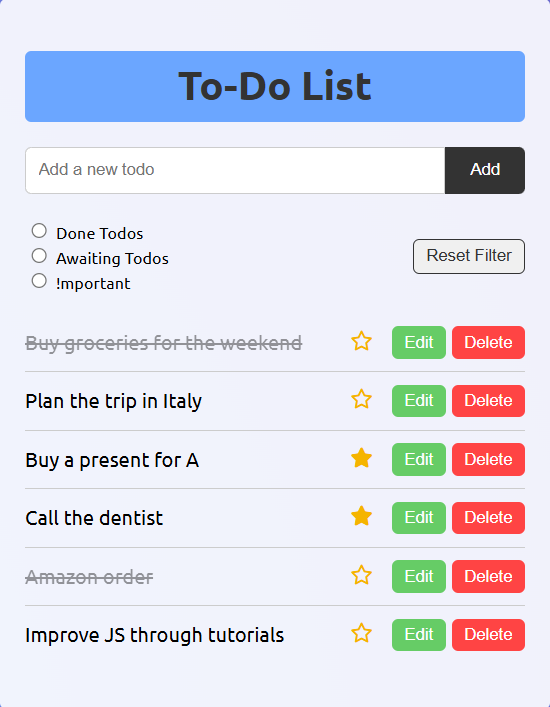 To-Do List
Add a new todo Add
Done Todos
Awaiting Todos
!mportant
Reset Filter
Buy groceries for the weekend Edit Delete
Plan the trip in Italy Edit Delete
Buy a present for A Edit Delete
Call the dentist Edit Delete
Amazon order Edit Delete
Improve JS through tutorials Edit Delete